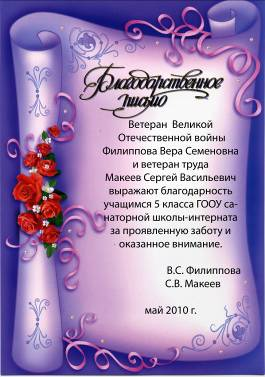 Благодарственное
письмо
Ветеран Великой
Отечественной войны
Филиппова Вера Семеновна
и ветеран труда
Макеев Сергей Васильевич
выражают благодарность
учащимся 5 класса ГООУ са-
наторной школы-интерната
за проявленную заботу и
оказанное внимание.
В.С. Филиппова
С.В. Макеев
май 2010 г.